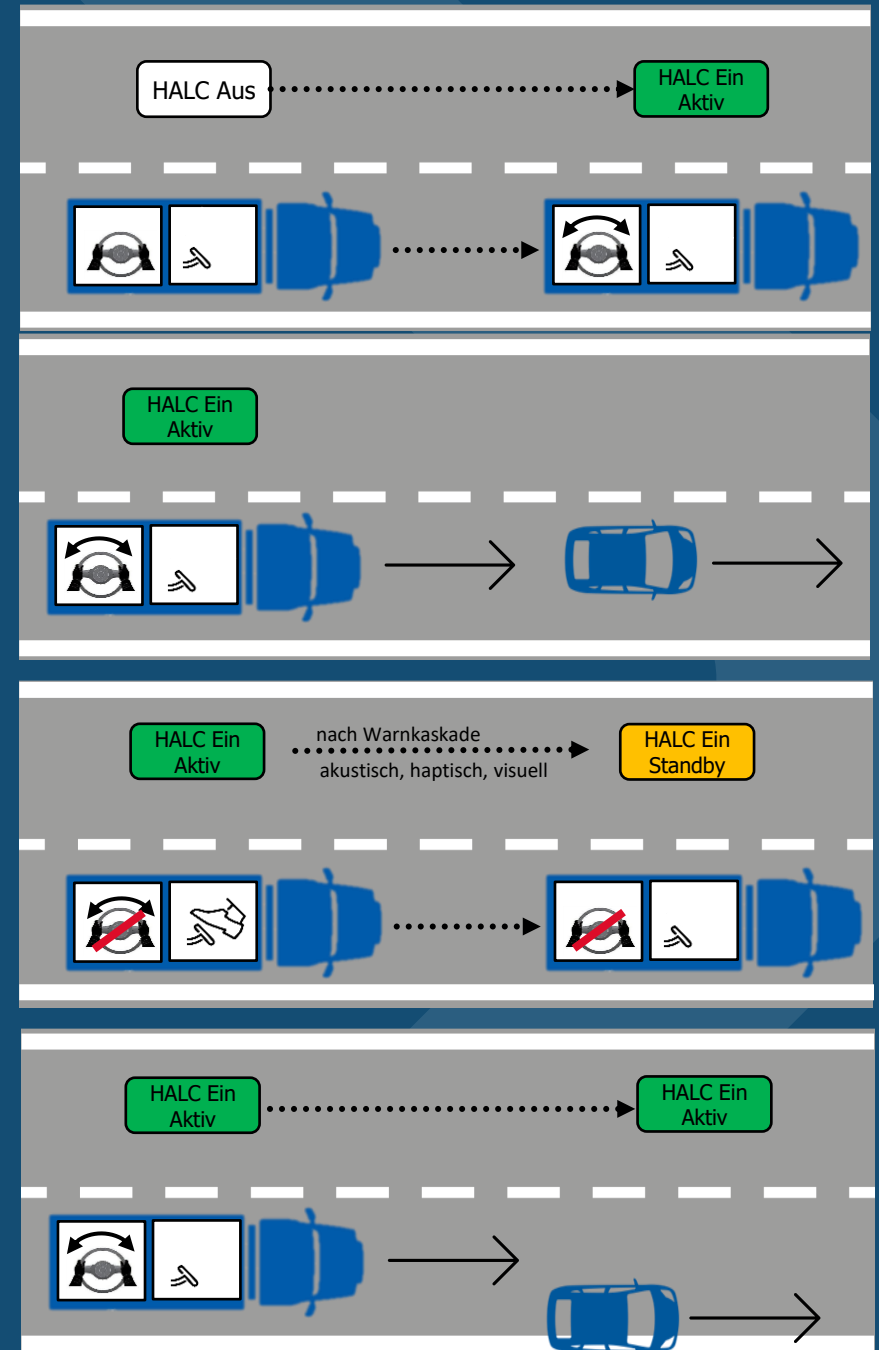 HALC Aus
HALC Ein
Aktiv
HALC Ein
Aktiv
HALC Ein
Aktiv
nach Warnkaskade
akustisch, haptisch, visuell
HALC Ein
Standby
HALC Ein
Aktiv
HALC Ein
Aktiv